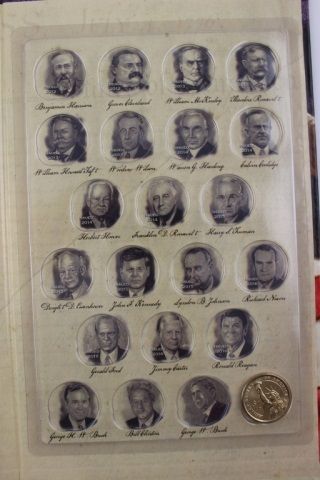 Benjamin Harrison Grover Cleveland William McKinley Theodore Roosevelt
William Howard Taft Woodrow Wilson Warren G. Harding Calvin Coolidge
Herbert Hoover Franklin D. Roosevelt Harry S. Truman
Dwight D. Eisenhower John F. Kennedy Lyndon B. Johnson Richard Nixon
Gerald Ford Jimmy Carter Ronald Reagan
George H. W. Bush Bill Clinton George W. Bush